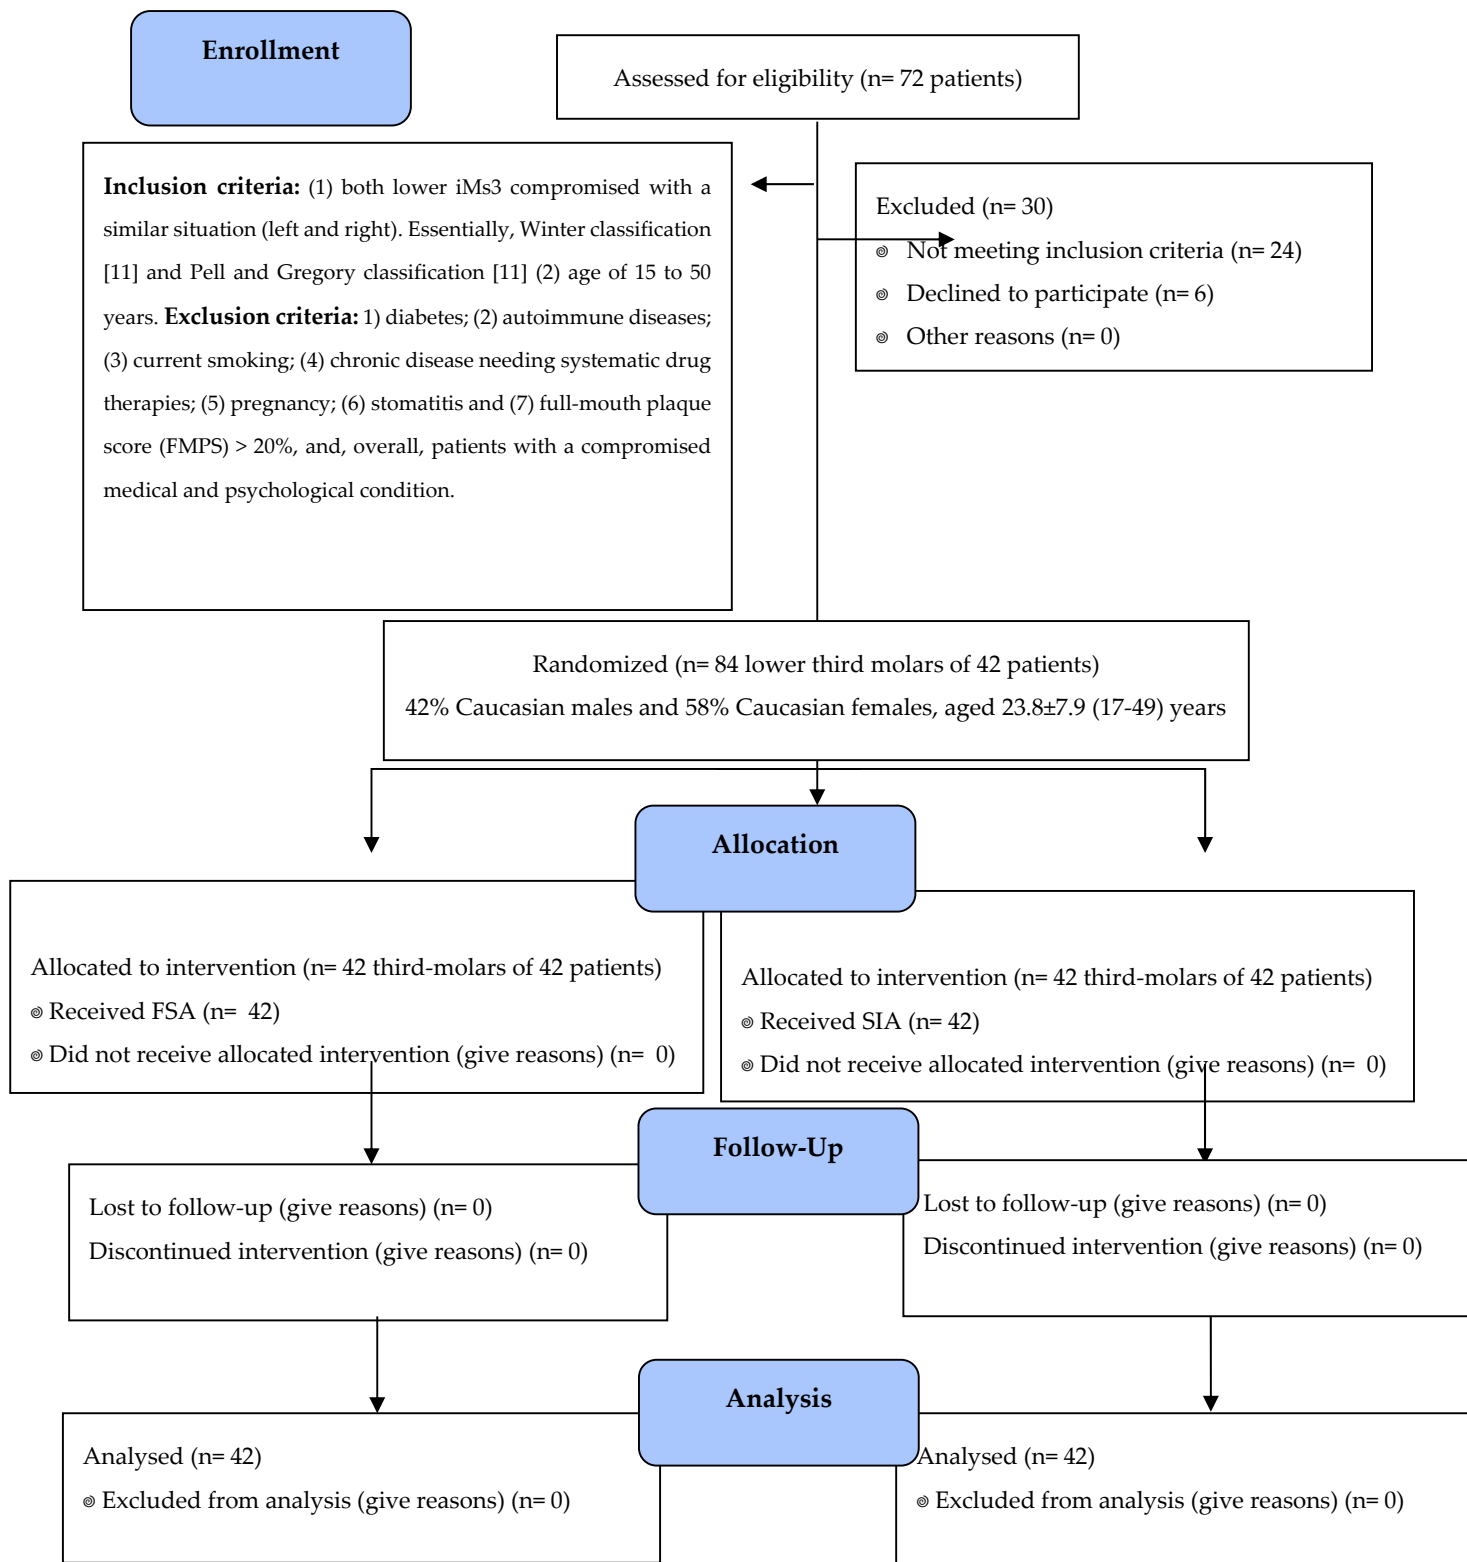 Enrollment
Assessed for eligibility (n= 72 patients)
Inclusion criteria: (1) both lower iMs3 compromised with a
similar situation (left and right). Essentially, Winter classification
[11] and Pell and Gregory classification [11] (2) age of 15 to 50
years. Exclusion criteria: 1) diabetes; (2) autoimmune diseases;
(3) current smoking; (4) chronic disease needing systematic drug
therapies; (5) pregnancy; (6) stomatitis and (7) full-mouth plaque
score (FMPS) > 20%, and, overall, patients with a compromised
medical and psychological condition.
Excluded (n= 30)
Not meeting inclusion criteria (n= 24)
Declined to participate (n= 6)
Other reasons (n= 0)
Randomized (n= 84 lower third molars of 42 patients)
42% Caucasian males and 58% Caucasian females, aged 23.8±7.9 (17-49) years
Allocation
Allocated to intervention (n= 42 third-molars of 42 patients)
Received FSA (n= 42)
Did not receive allocated intervention (give reasons) (n= 0)
Allocated to intervention (n= 42 third-molars of 42 patients)
Received SIA (n= 42)
Did not receive allocated intervention (give reasons) (n= 0)
Follow-Up
Lost to follow-up (give reasons) (n= 0)
Discontinued intervention (give reasons) (n= 0)
Lost to follow-up (give reasons) (n= 0)
Discontinued intervention (give reasons) (n= 0)
Analysis
Analysed (n= 42)
Excluded from analysis (give reasons) (n= 0)
Analysed (n= 42)
Excluded from analysis (give reasons) (n= 0)